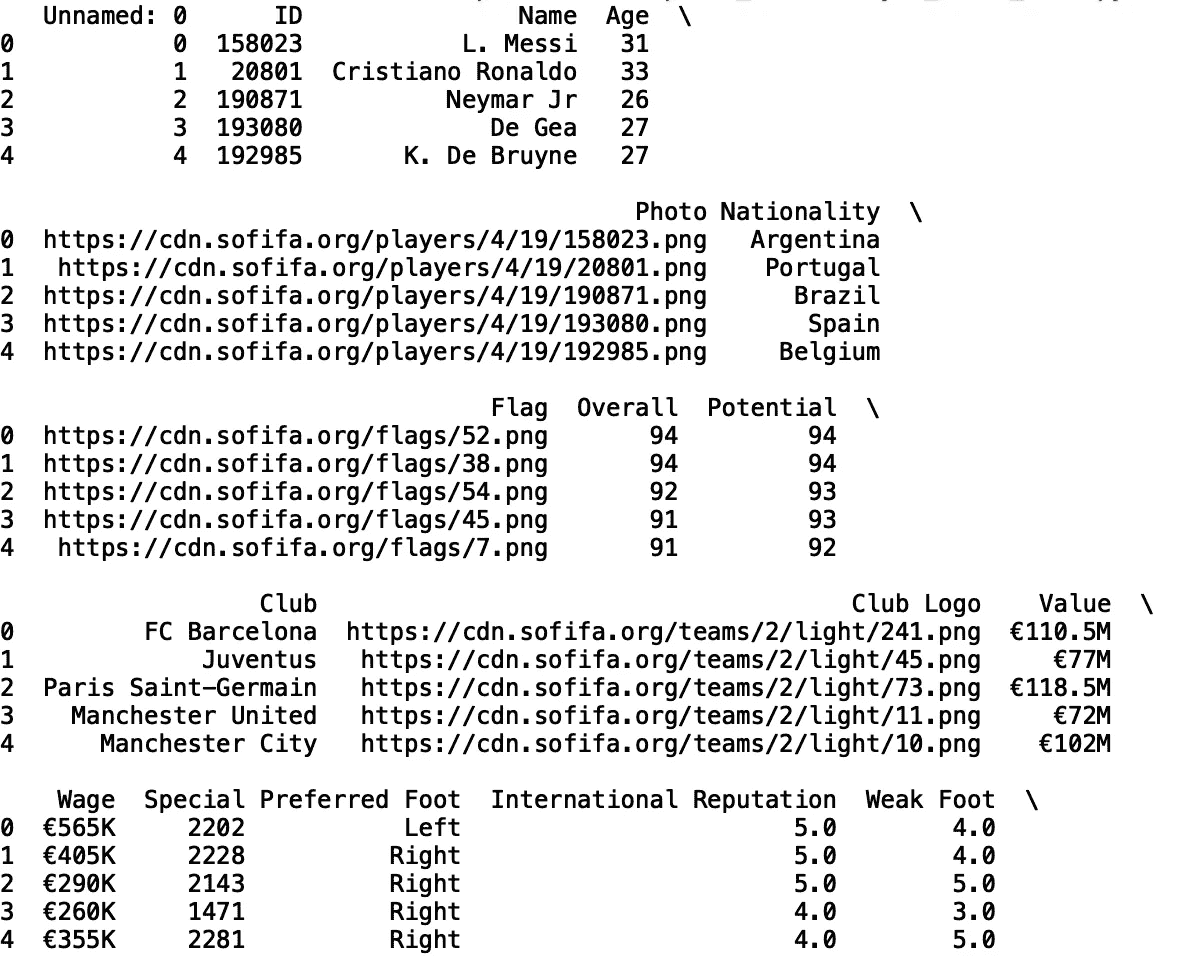 Unnamed: 0 ID Name Age \
0 0 158023 L. Messi 31
1 1 20801 Cristiano Ronaldo 33
2 2 190871 Neymar Jr 26
3 3 193080 De Gea 27
4 4 192985 K. De Bruyne 27
Photo Nationality \
0 https://cdn.sofifa.org/players/4/19/158023.png Argentina
1 https://cdn.sofifa.org/players/4/19/20801.png Portugal
2 https://cdn.sofifa.org/players/4/19/190871.png Brazil
3 https://cdn.sofifa.org/players/4/19/193080.png Spain
4 https://cdn.sofifa.org/players/4/19/192985.png Belgium
Flag Overall Potential \
0 https://cdn.sofifa.org/flags/52.png 94 94
1 https://cdn.sofifa.org/flags/38.png 94 94
2 https://cdn.sofifa.org/flags/54.png 92 93
3 https://cdn.sofifa.org/flags/45.png 91 93
4 https://cdn.sofifa.org/flags/7.png 91 92
Club Club Logo Value \
0 FC Barcelona https://cdn.sofifa.org/teams/2/light/241.png €110.5M
1 Juventus https://cdn.sofifa.org/teams/2/light/45.png €77M
2 Paris Saint-Germain https://cdn.sofifa.org/teams/2/light/73.png €118.5M
3 Manchester United https://cdn.sofifa.org/teams/2/light/11.png €72M
4 Manchester City https://cdn.sofifa.org/teams/2/light/10.png €102M
Wage Special Preferred Foot International Reputation Weak Foot \
0 €565K 2202 Left 5.0 4.0
1 €405K 2228 Right 5.0 4.0
2 €290K 2143 Right 5.0 5.0
3 €260K 1471 Right 4.0 3.0
4 €355K 2281 Right 4.0 5.0